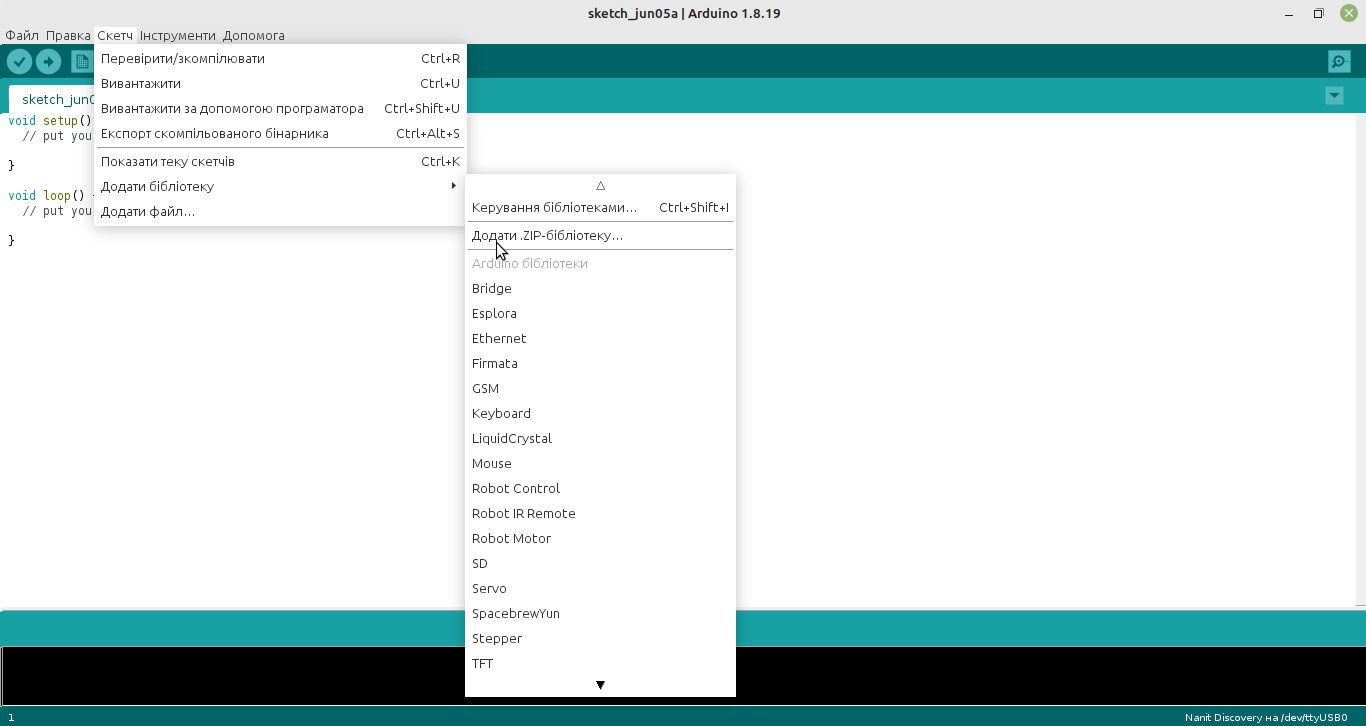 sketch_jun05a | Arduino 1.8.19
Файл Правка Скетч Інструменти Допомога
Перевірити/зкомпілювати Ctrl+R
Вивантажити Ctrl+U
Вивантажити за допомогою програматора Ctrl+Shift+U
Експорт скомпільованого бінарника Ctrl+Alt+S
Показати теку скетчів Ctrl+K
Додати бібліотеку
Додати файл...
sketch_jun0
void setup()
// put you
}
void loop()
// put you
}
Керування бібліотеками... Ctrl+Shift+I
Додати .ZIP-бібліотеку...
Arduino бібліотеки
Bridge
Esplora
Ethernet
Firmata
GSM
Keyboard
LiquidCrystal
Mouse
Robot Control
Robot IR Remote
Robot Motor
SD
Servo
SpacebrewYun
Stepper
TFT
1 Nanit Discovery на /dev/ttyUSB0